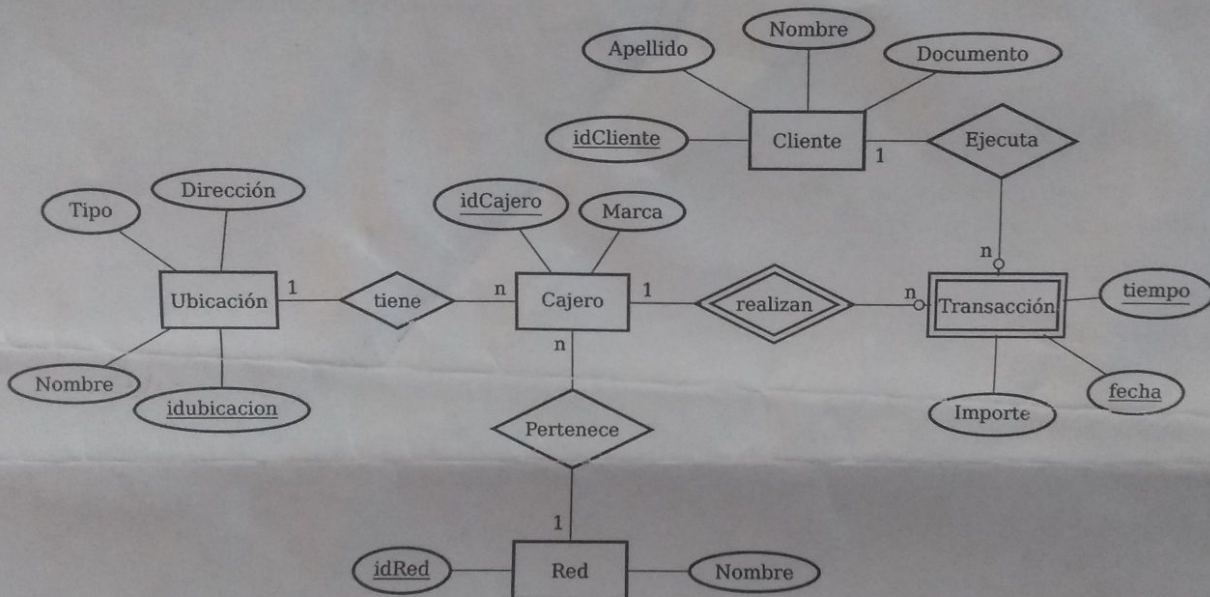 Nombre
Apellido
Documento
idCliente
Cliente
1
Ejecuta
Dirección
Tipo
idCajero
Marca
n
tiempo
Ubicación
1
tiene
n
Cajero
1
realizan
n
Transacción
n
Nombre
idubicacion
fecha
Importe
Pertenece
1
idRed
Red
Nombre